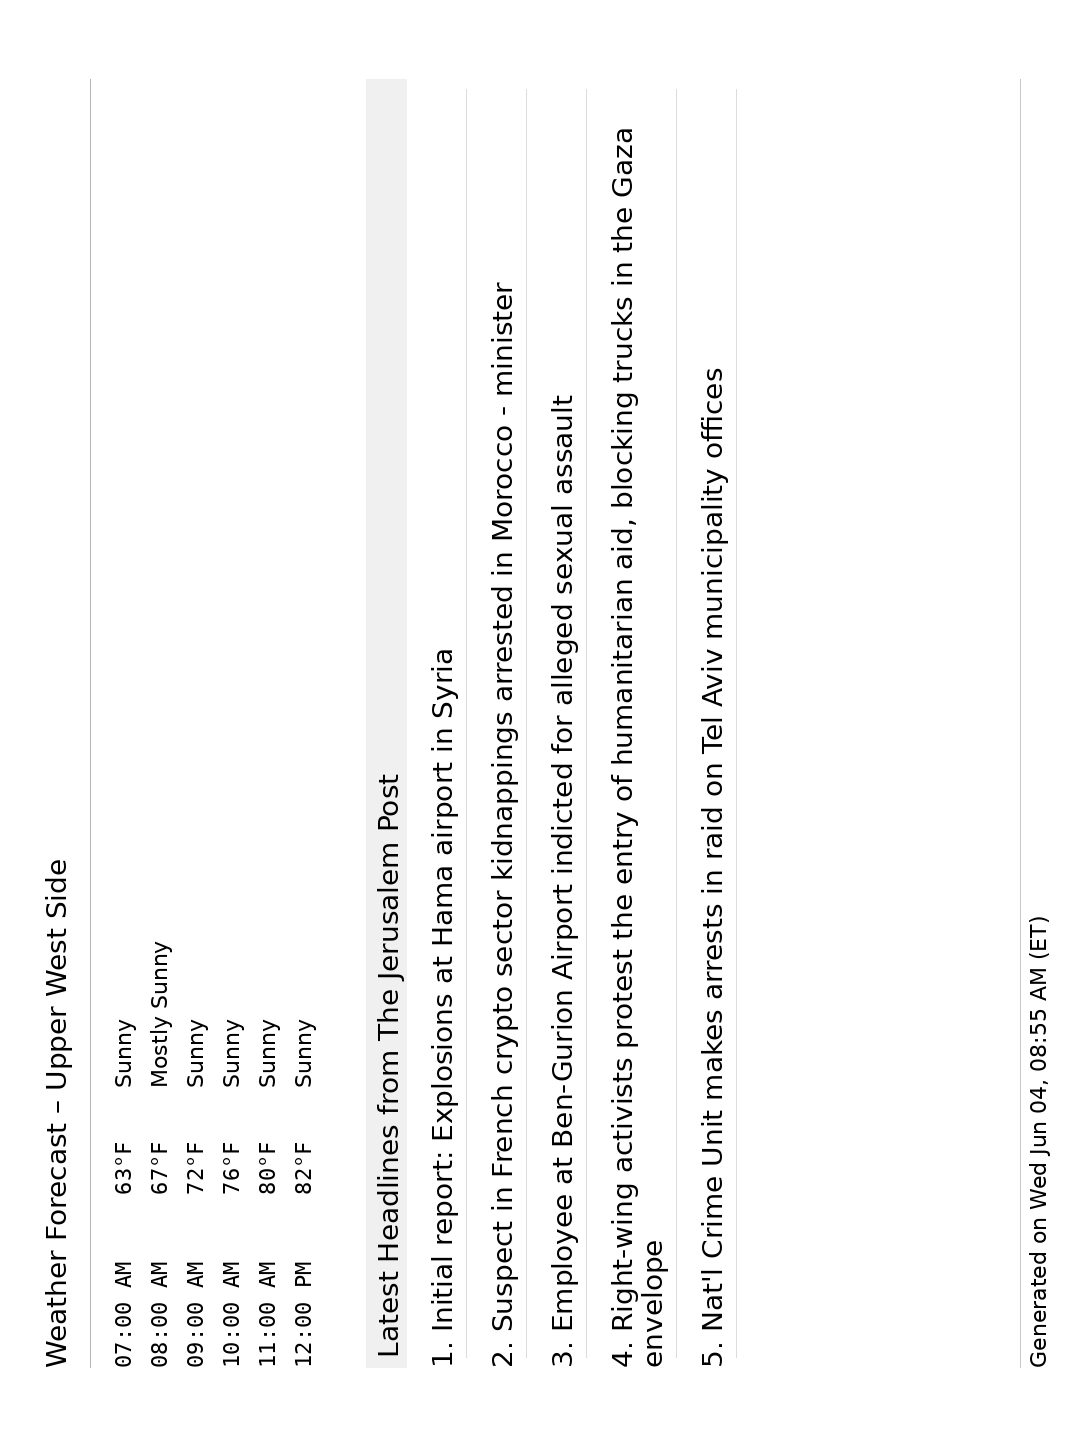 Weather Forecast – Upper West Side
07:00 AM 63°F Sunny
08:00 AM 67°F Mostly Sunny
09:00 AM 72°F Sunny
10:00 AM 76°F Sunny
11:00 AM 80°F Sunny
12:00 PM 82°F Sunny
Latest Headlines from The Jerusalem Post
1. Initial report: Explosions at Hama airport in Syria
2. Suspect in French crypto sector kidnappings arrested in Morocco - minister
3. Employee at Ben-Gurion Airport indicted for alleged sexual assault
4. Right-wing activists protest the entry of humanitarian aid, blocking trucks in the Gaza
envelope
5. Nat'l Crime Unit makes arrests in raid on Tel Aviv municipality offices
Generated on Wed Jun 04, 08:55 AM (ET)